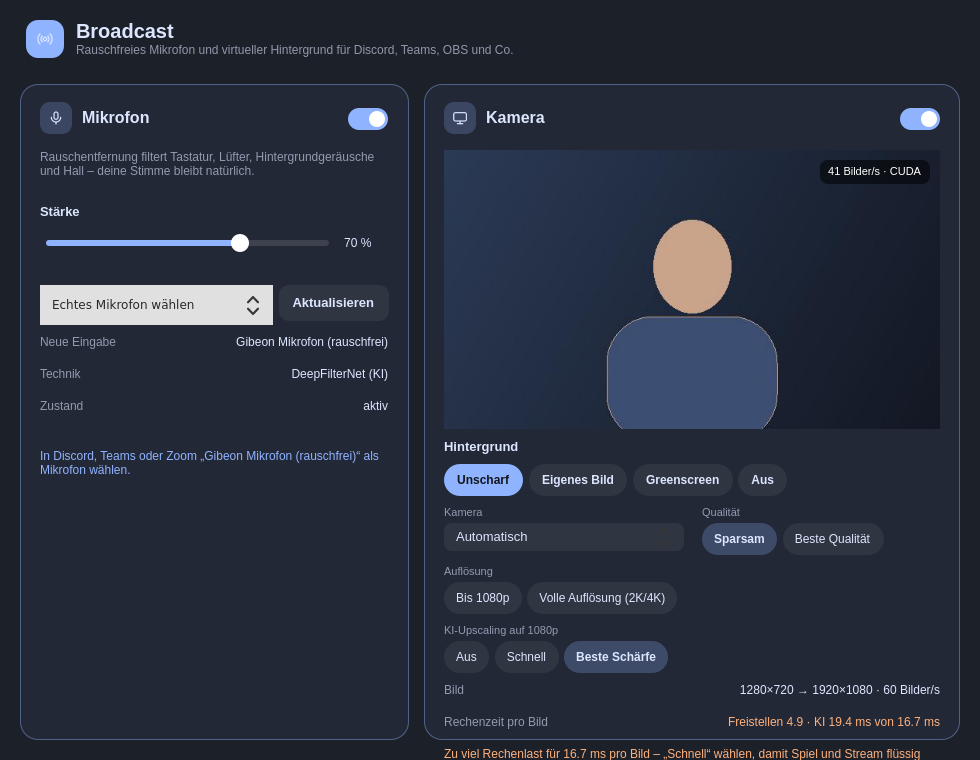 Broadcast
Rauschfreies Mikrofon und virtueller Hintergrund für Discord, Teams, OBS und Co.
Mikrofon
Rauschentfernung filtert Tastatur, Lüfter, Hintergrundgeräusche
und Hall – deine Stimme bleibt natürlich.
Stärke
70 %
Echtes Mikrofon wählen
Aktualisieren
Neue Eingabe Gibeon Mikrofon (rauschfrei)
Technik DeepFilterNet (KI)
Zustand aktiv
In Discord, Teams oder Zoom „Gibeon Mikrofon (rauschfrei)“ als
Mikrofon wählen.
Kamera
41 Bilder/s · CUDA
Hintergrund
Unscharf Eigenes Bild Greenscreen Aus
Kamera Qualität
Automatisch Sparsam Beste Qualität
Auflösung
Bis 1080p Volle Auflösung (2K/4K)
KI-Upscaling auf 1080p
Aus Schnell Beste Schärfe
Bild 1280×720 → 1920×1080 · 60 Bilder/s
Rechenzeit pro Bild Freistellen 4.9 · KI 19.4 ms von 16.7 ms
Zu viel Rechenlast für 16.7 ms pro Bild – „Schnell“ wählen, damit Spiel und Stream flüssig